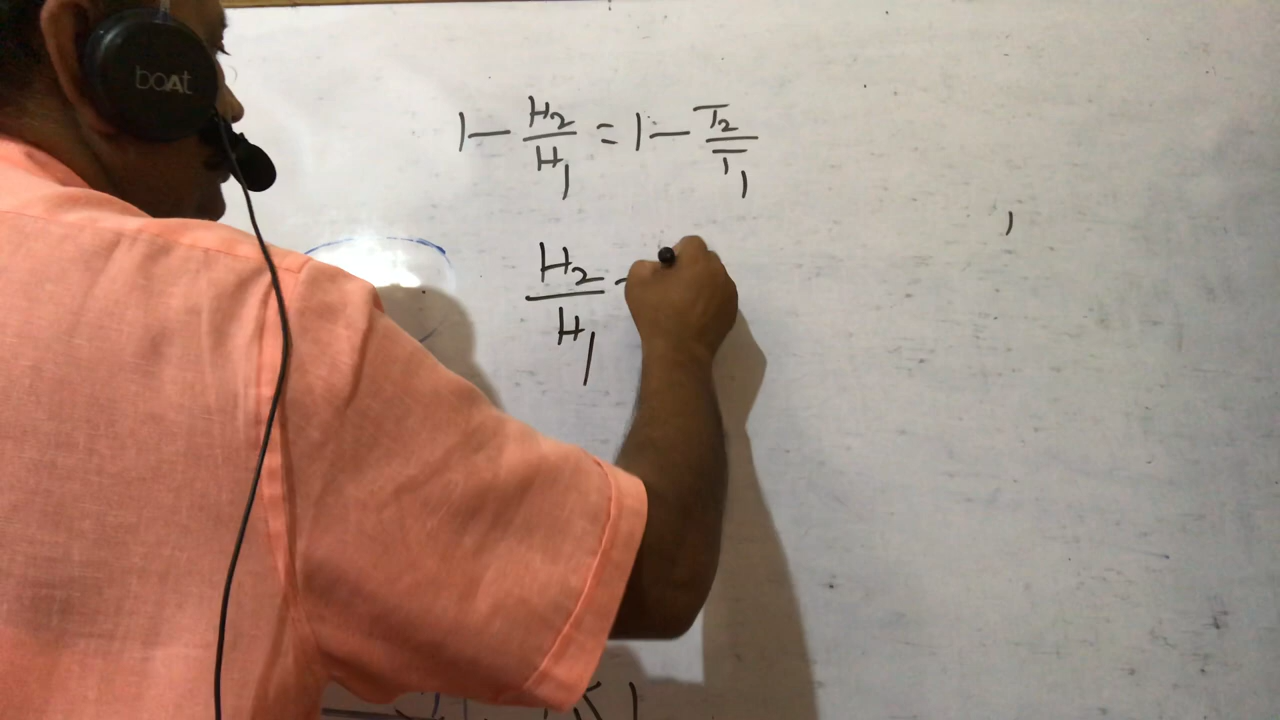 boAt
1 - H₂/H₁ = 1 - T₂/T₁
H₂/H₁